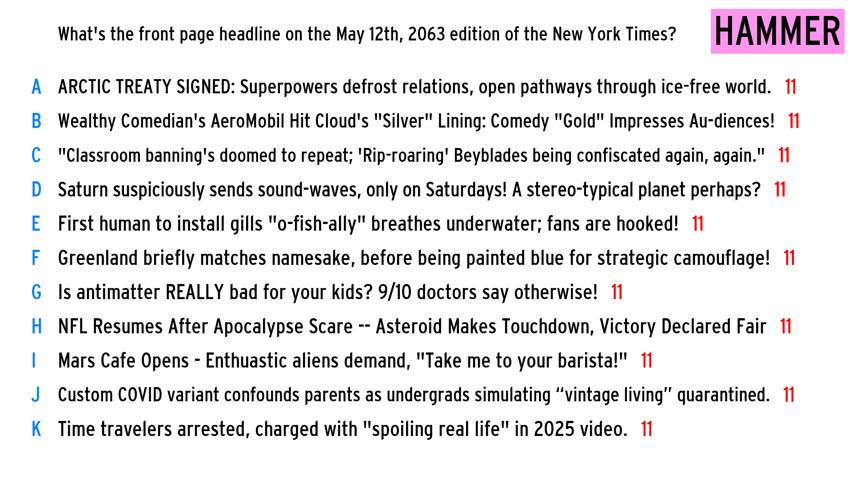 What's the front page headline on the May 12th, 2063 edition of the New York Times? HAMMER
A ARCTIC TREATY SIGNED: Superpowers defrost relations, open pathways through ice-free world. 11
B Wealthy Comedian's AeroMobil Hit Cloud's "Silver" Lining: Comedy "Gold" Impresses Au-diences! 11
C "Classroom banning's doomed to repeat; 'Rip-roaring' Beyblades being confiscated again, again." 11
D Saturn suspiciously sends sound-waves, only on Saturdays! A stereo-typical planet perhaps? 11
E First human to install gills "o-fish-ally" breathes underwater; fans are hooked! 11
F Greenland briefly matches namesake, before being painted blue for strategic camouflage! 11
G Is antimatter REALLY bad for your kids? 9/10 doctors say otherwise! 11
H NFL Resumes After Apocalypse Scare -- Asteroid Makes Touchdown, Victory Declared Fair 11
I Mars Cafe Opens - Enthuastic aliens demand, "Take me to your barista!" 11
J Custom COVID variant confounds parents as undergrads simulating “vintage living” quarantined. 11
K Time travelers arrested, charged with "spoiling real life" in 2025 video. 11